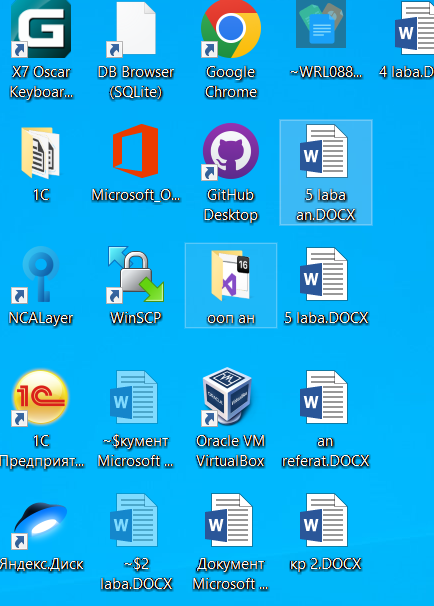 X7 Oscar
Keyboar...
DB Browser
(SQLite)
Google
Chrome
~WRL088...
4 laba.D
1C
Microsoft_O...
GitHub
Desktop
5 laba
an.DOCX
NCALayer
WinSCP
16
ооп ан
5 laba.DOCX
1C
Предприят...
~$кумент
Microsoft ...
Oracle VM
VirtualBox
an
referat.DOCX
Яндекс.Диск
~$2
laba.DOCX
Документ
Microsoft ...
кр 2.DOCX